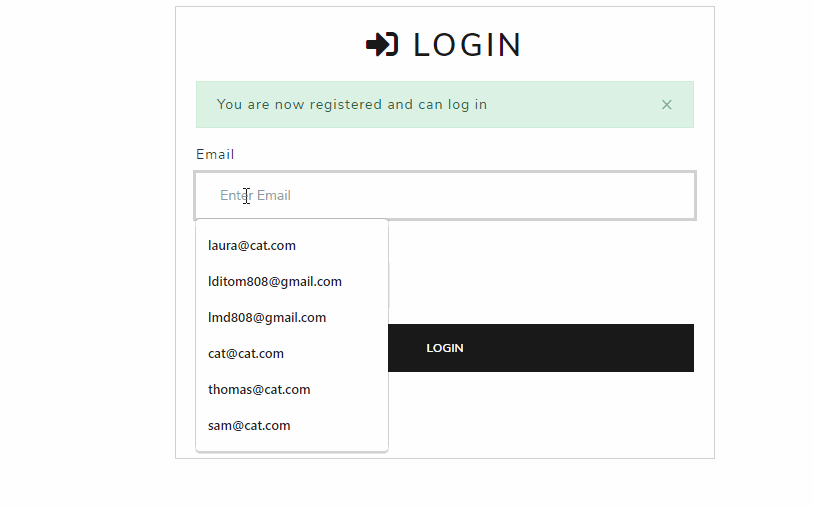 LOGIN
You are now registered and can log in ×
Email
Enter Email
laura@cat.com
lditom808@gmail.com
lmd808@gmail.com
LOGIN
cat@cat.com
thomas@cat.com
sam@cat.com